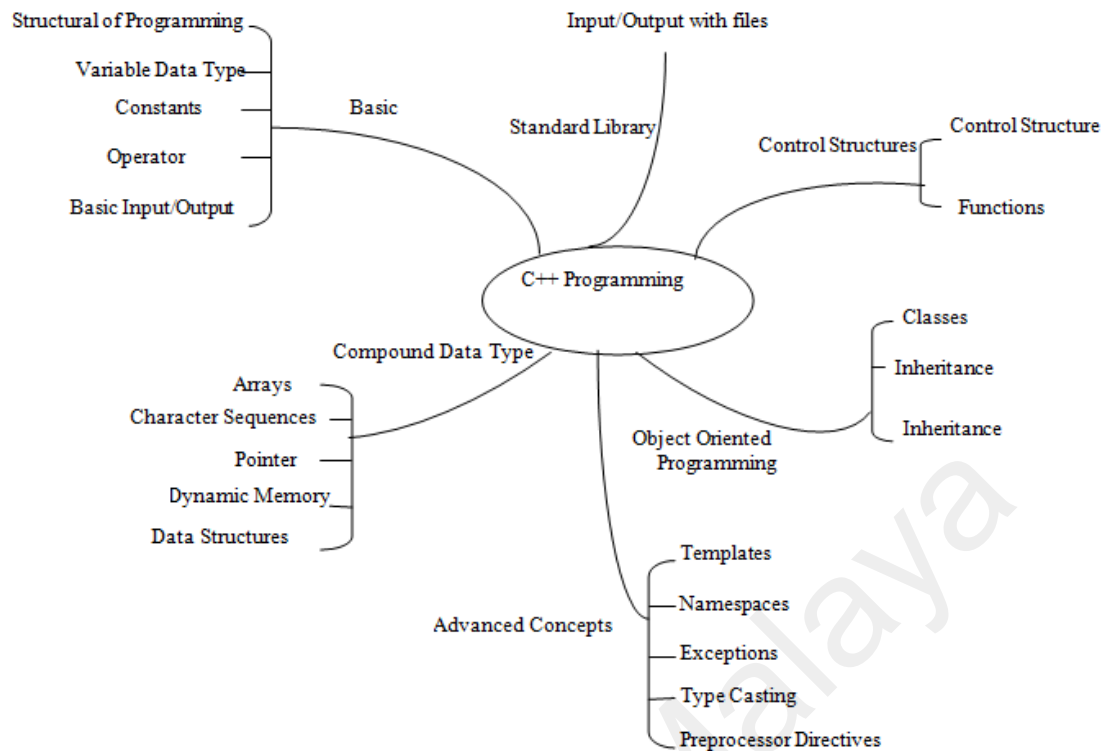 Structural of Programming
Variable Data Type
Constants
Operator
Basic Input/Output
Basic
Input/Output with files
Standard Library
Control Structures
Control Structure
Functions
C++ Programming
Compound Data Type
Arrays
Character Sequences
Pointer
Dynamic Memory
Data Structures
Object Oriented
Programming
Classes
Inheritance
Inheritance
Advanced Concepts
Templates
Namespaces
Exceptions
Type Casting
Preprocessor Directives
Malaya